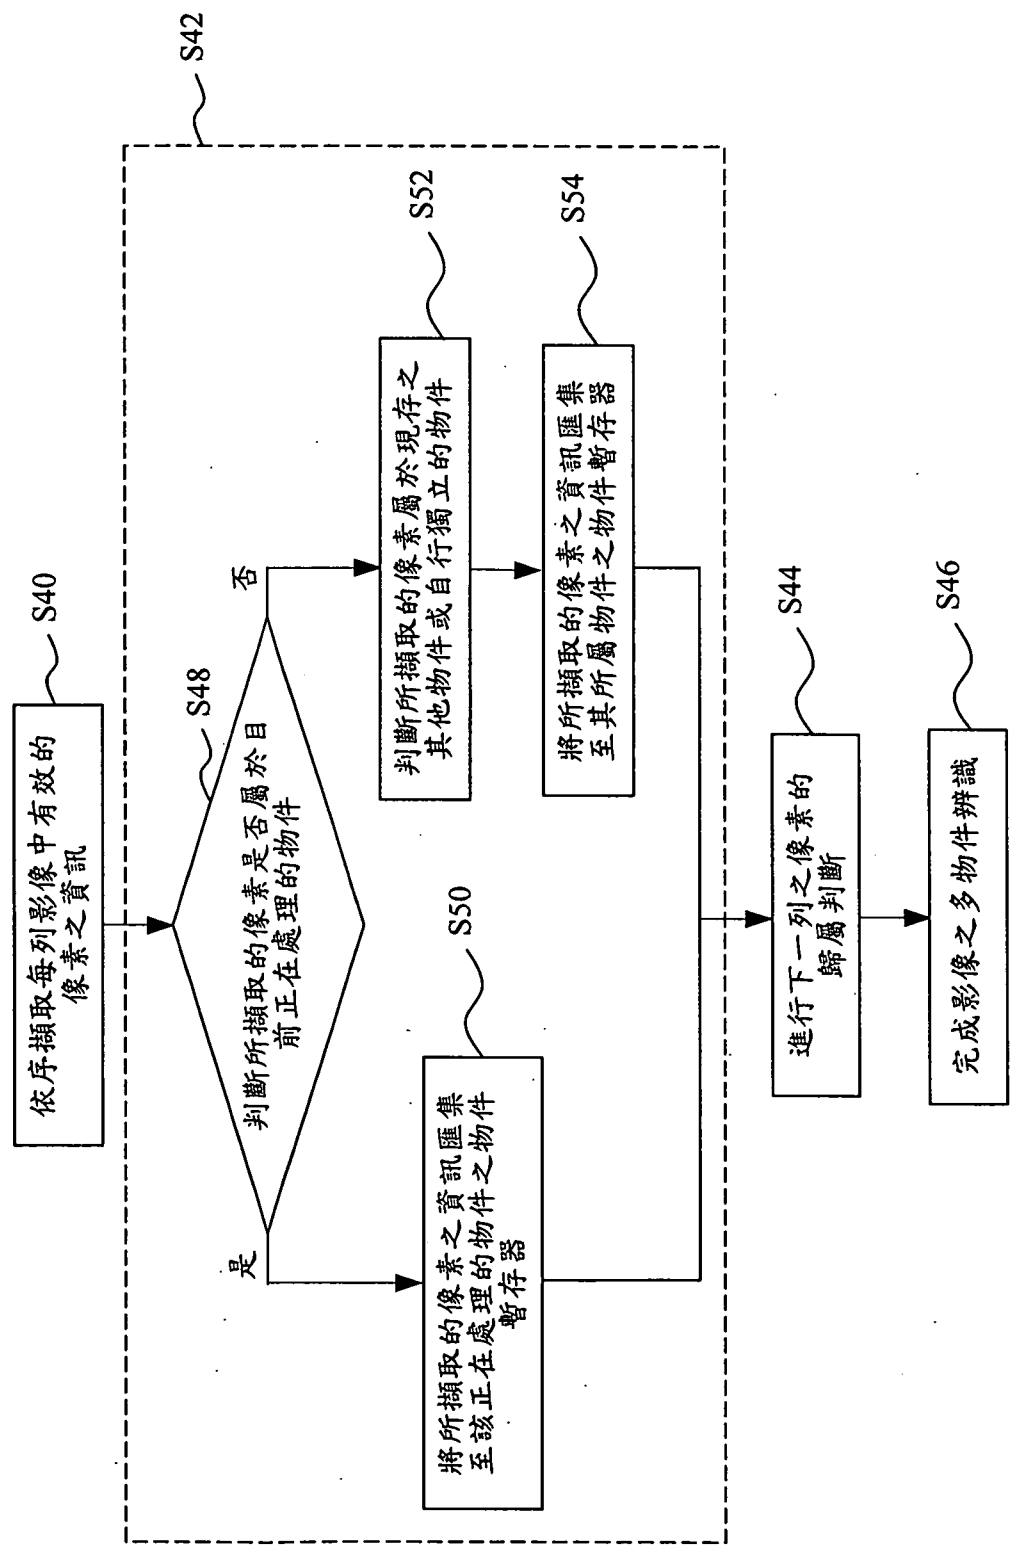 S40
依序擷取每列影像中有效的
像素之資訊
S42
S48
判斷所擷取的像素是否屬於目
前正在處理的物件
是
否
S50
將所擷取的像素之資訊匯集
至該正在處理的物件之物件
暫存器
S52
判斷所擷取的像素屬於現存之
其他物件或自行獨立的物件
S54
將所擷取的像素之資訊匯集
至其所屬物件之物件暫存器
S44
進行下一列之像素的
歸屬判斷
S46
完成影像之多物件辨識